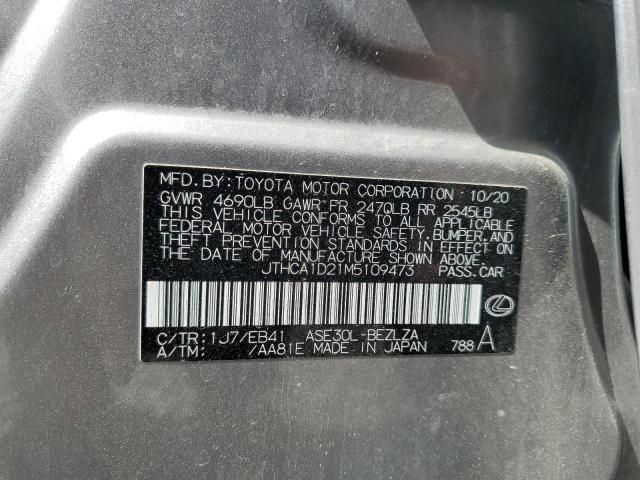 MFD. BY: TOYOTA MOTOR CORPORATION 10/20
GVWR 4690LB GAWR FR 2470LB RR 2545LB
THIS VEHICLE CONFORMS TO ALL APPLICABLE
FEDERAL MOTOR VEHICLE SAFETY, BUMPER, AND
THEFT PREVENTION STANDARDS IN EFFECT ON
THE DATE OF MANUFACTURE SHOWN ABOVE.
JTHCA1D21M5109473 PASS.CAR
C/TR: 1J7/EB41 ASE30L-BEZLZA
A/TM: /AA81E MADE IN JAPAN 788 A